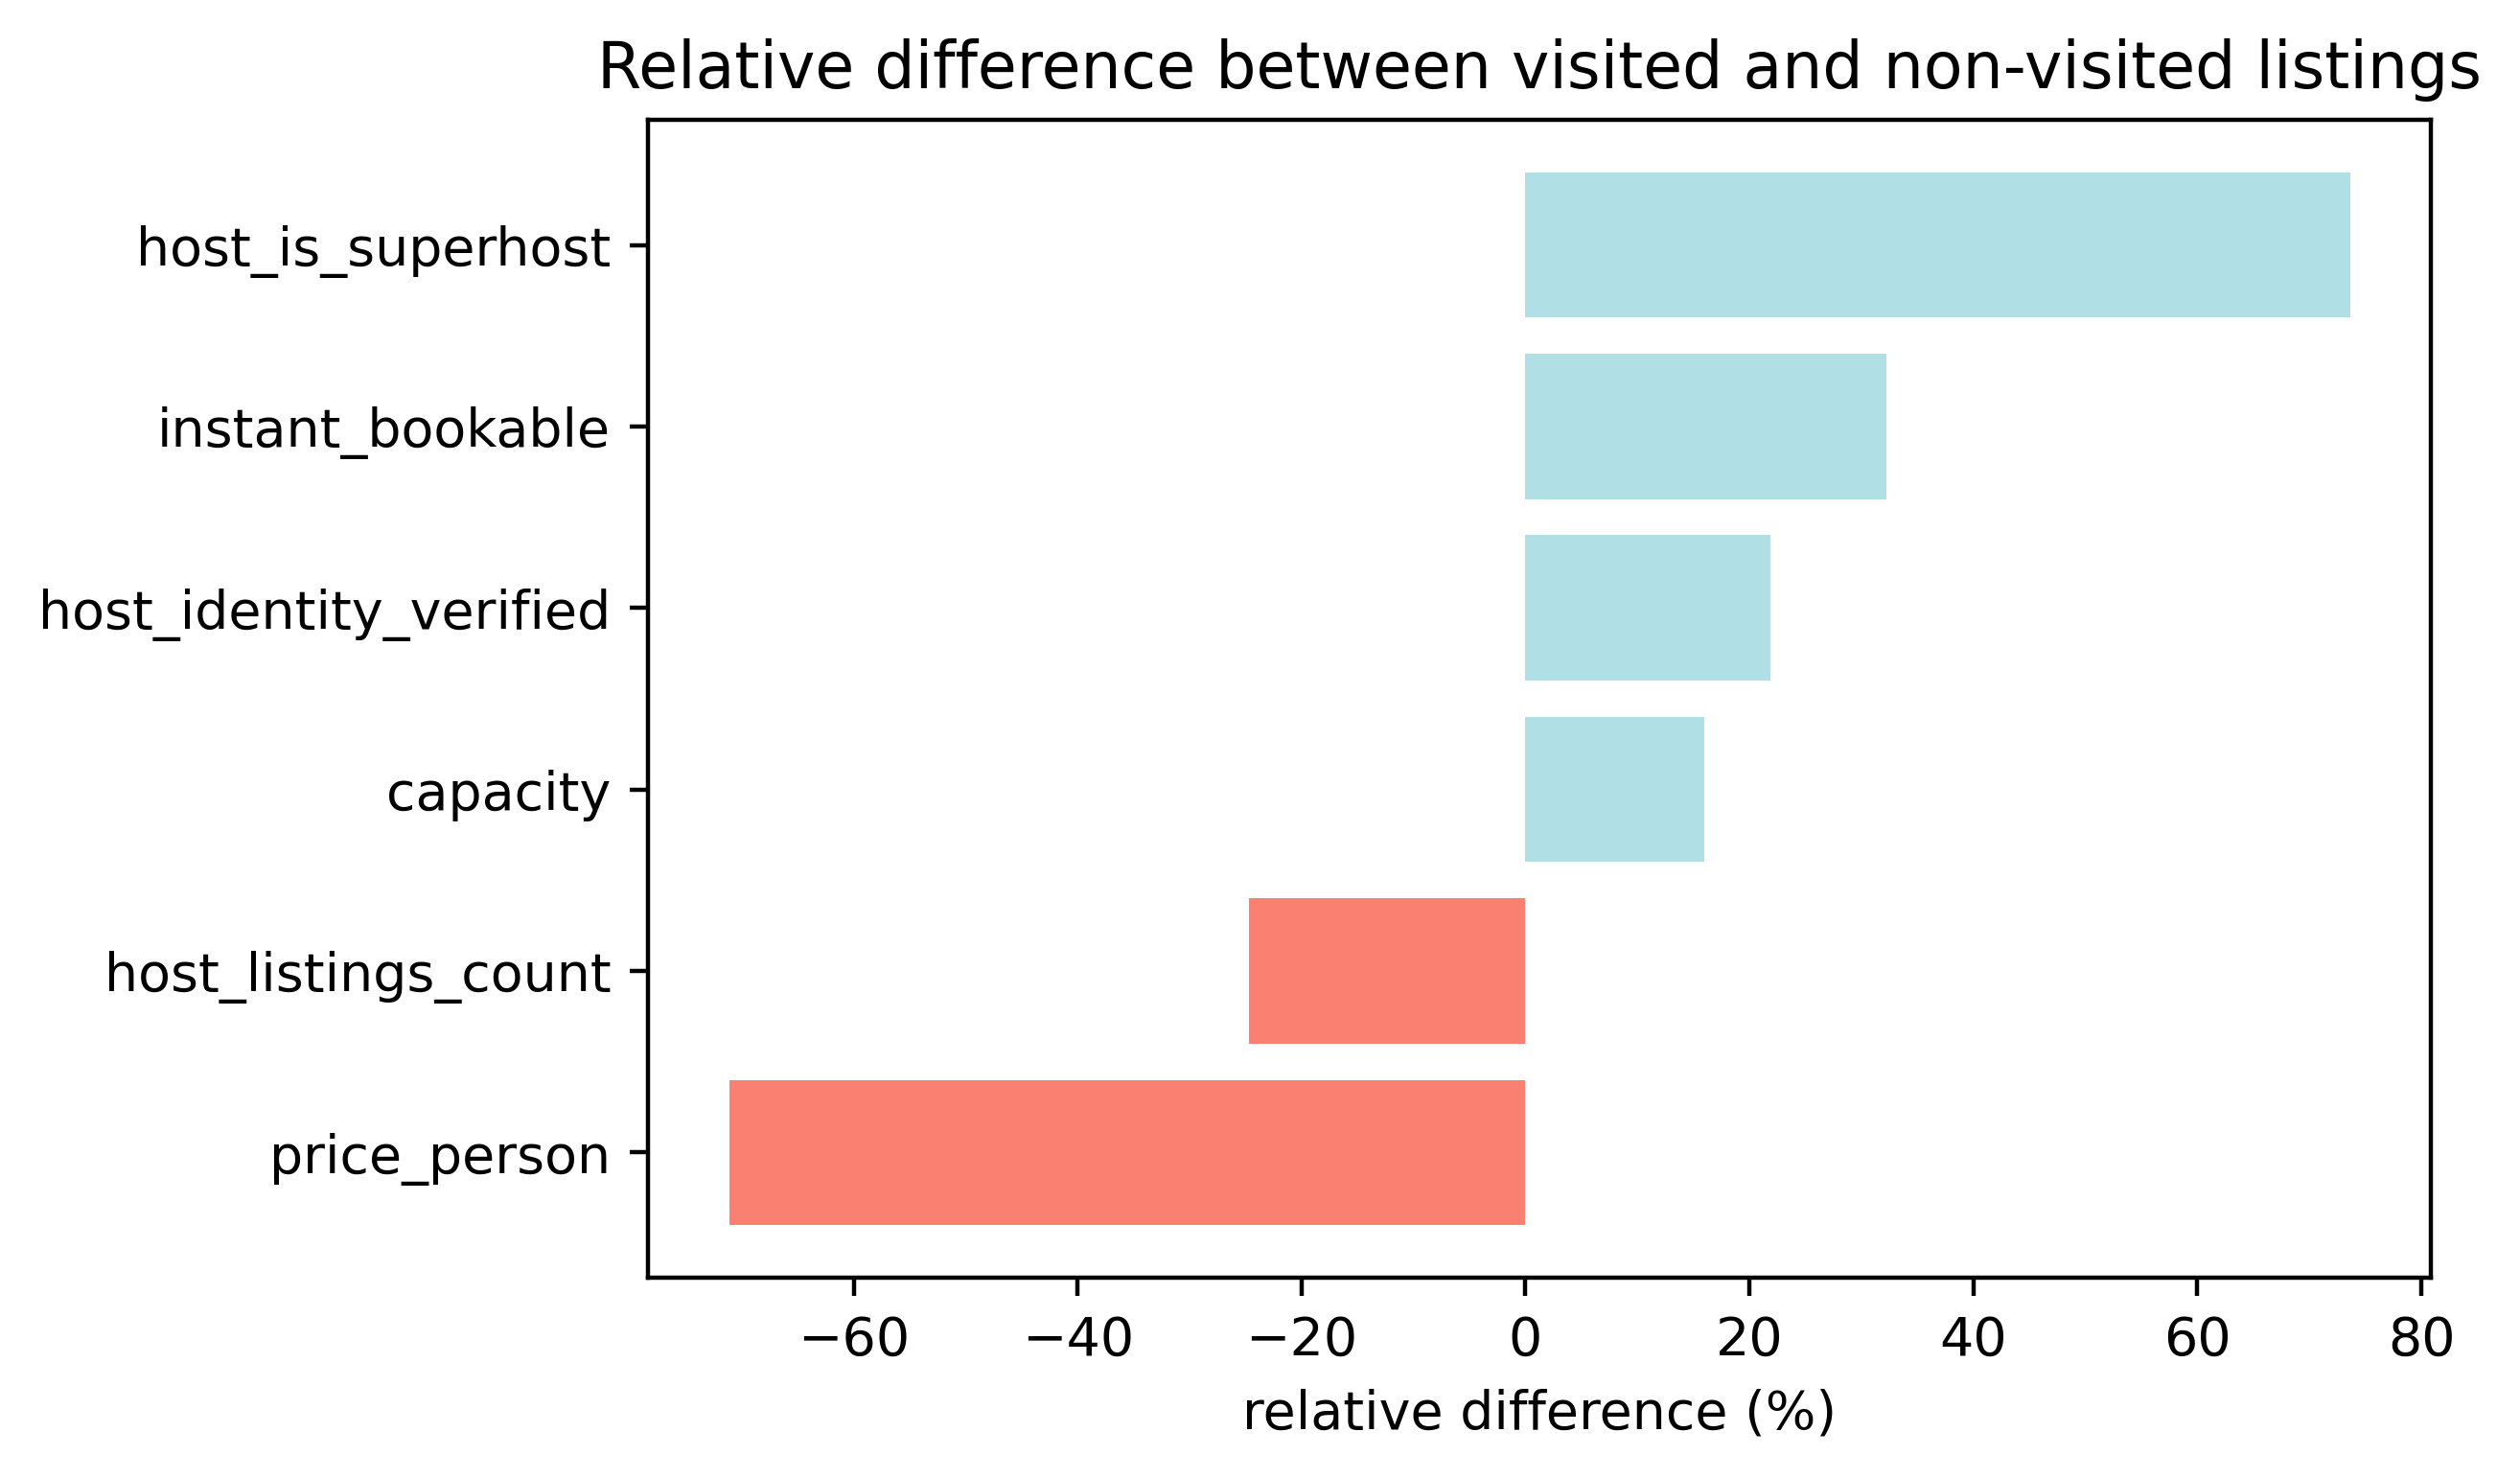 Relative difference between visited and non-visited listings
host_is_superhost
instant_bookable
host_identity_verified
capacity
host_listings_count
price_person
−60 −40 −20 0 20 40 60 80
relative difference (%)